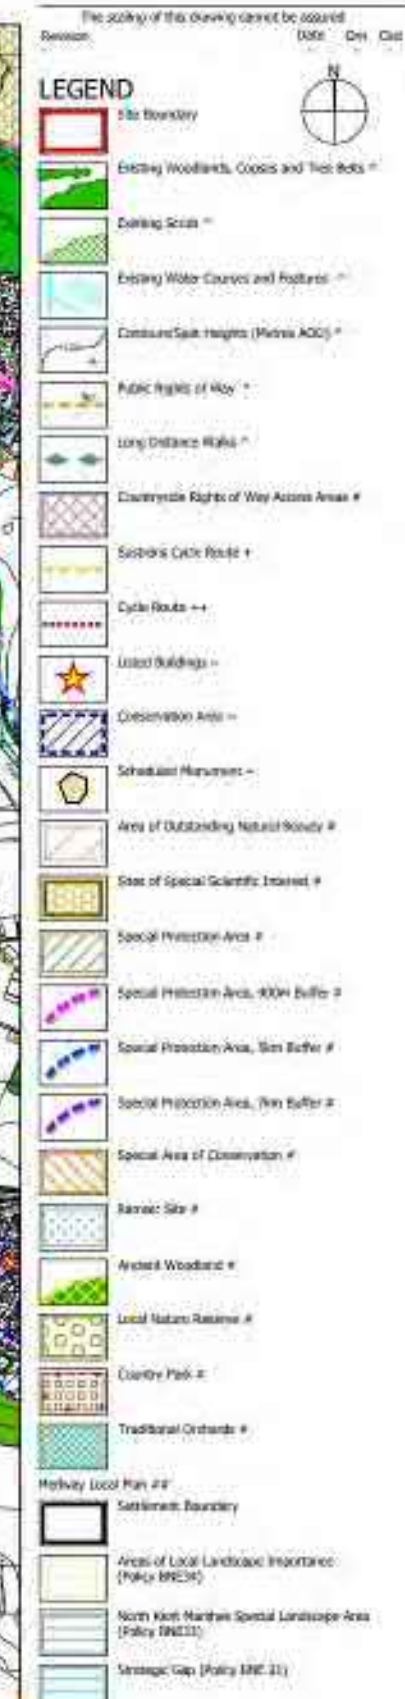 The scaling of this drawing cannot be assured
Revision Date Drn Ckd
N
LEGEND
Site Boundary
Existing Woodlands, Copses and Tree Belts
Existing Scrub
Existing Water Courses and Features
Contours/Spot Heights (Metres AOD) *
Public Rights of Way *
Long Distance Walks ^
Countryside Rights of Way Access Areas #
Sustrans Cycle Route +
Cycle Route ++
Listed Buildings ~
Conservation Area ~
Scheduled Monument ~
Area of Outstanding Natural Beauty #
Sites of Special Scientific Interest #
Special Protection Area #
Special Protection Area, 400m Buffer #
Special Protection Area, 5km Buffer #
Special Protection Area, 7km Buffer #
Special Area of Conservation #
Ramsar Site #
Ancient Woodland #
Local Nature Reserve #
Country Park #
Traditional Orchards #
Medway Local Plan ##
Settlement Boundary
Areas of Local Landscape Importance
(Policy BNE34)
North Kent Marshes Special Landscape Area
(Policy BNE33)
Strategic Gap (Policy BNE 31)